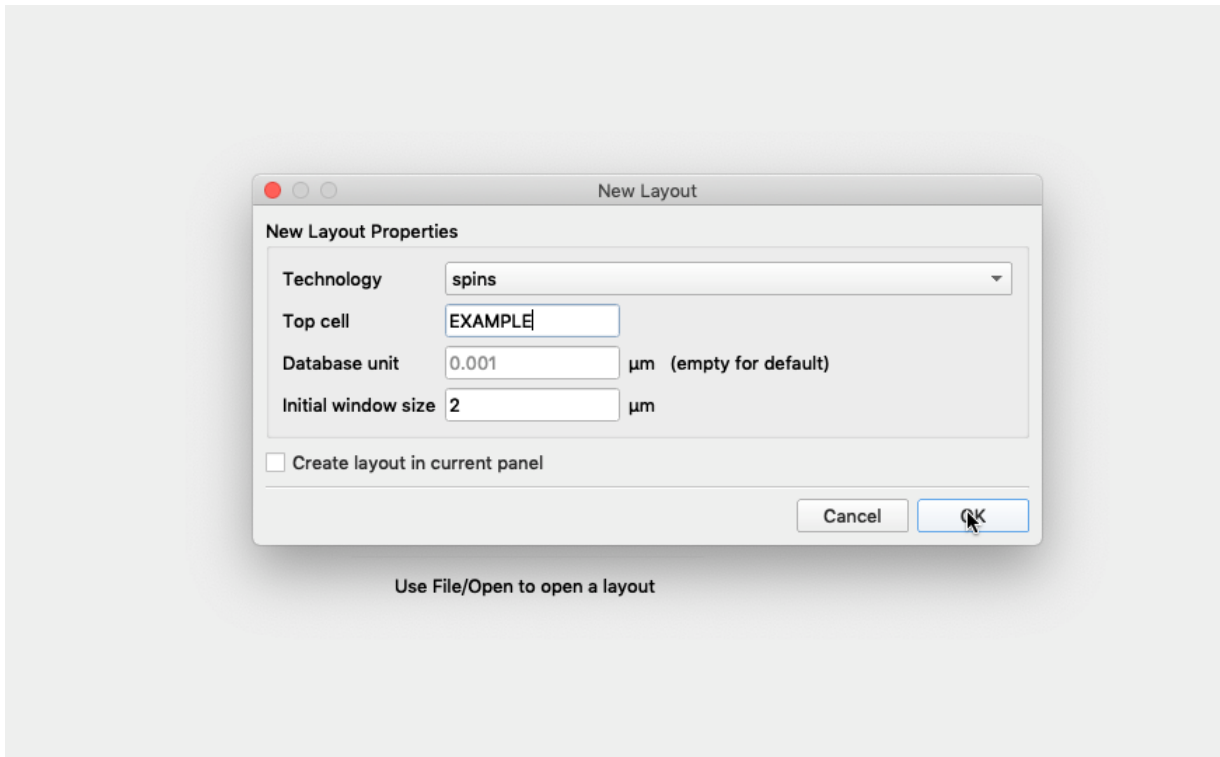 New Layout
New Layout Properties
Technology spins
Top cell EXAMPLE
Database unit 0.001 µm (empty for default)
Initial window size 2 µm
Create layout in current panel
Cancel OK
Use File/Open to open a layout